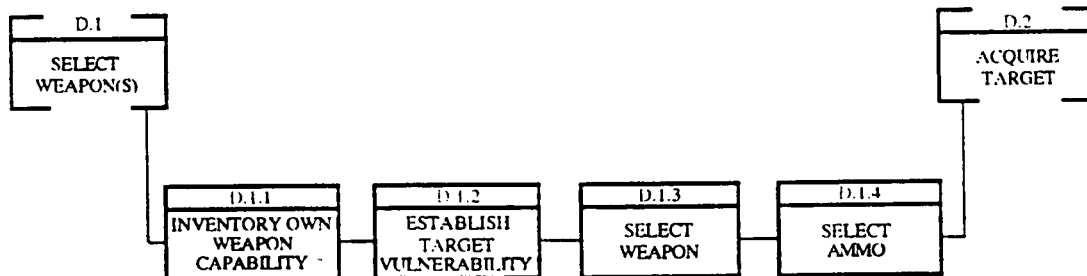 D.1
SELECT
WEAPON(S)
D.2
ACQUIRE
TARGET
D.1.1
INVENTORY OWN
WEAPON
CAPABILITY
D.1.2
ESTABLISH
TARGET
VULNERABILITY
D.1.3
SELECT
WEAPON
D.1.4
SELECT
AMMO